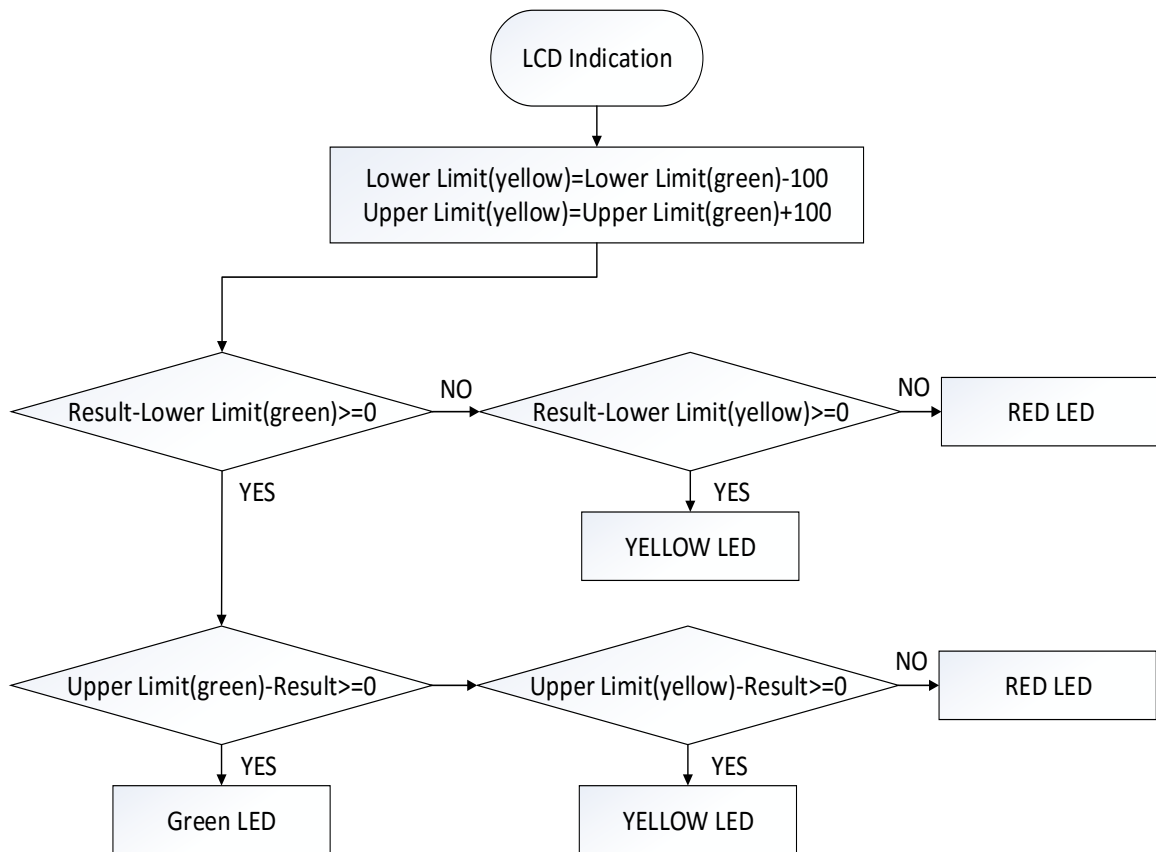 LCD Indication
Lower Limit(yellow)=Lower Limit(green)-100
Upper Limit(yellow)=Upper Limit(green)+100
Result-Lower Limit(green)>=0
NO
Result-Lower Limit(yellow)>=0
NO
RED LED
YES
YES
YELLOW LED
Upper Limit(green)-Result>=0
Upper Limit(yellow)-Result>=0
NO
RED LED
YES
YES
Green LED
YELLOW LED